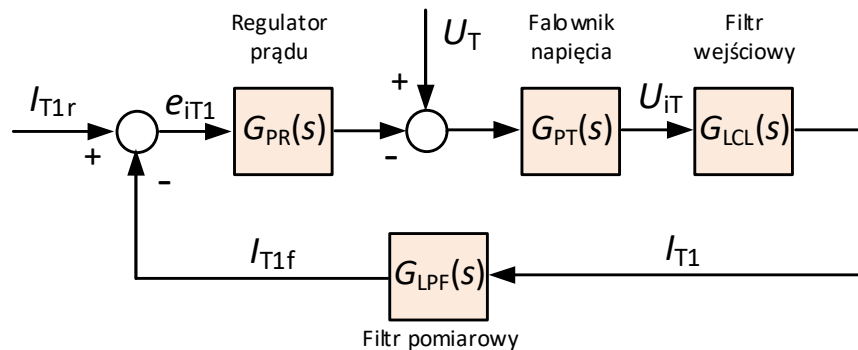 Regulator
prądu
U_T
Falownik
napięcia
Filtr
wejściowy
I_T1r
e_iT1
+
U_iT
G_PR(s)
G_PT(s)
G_LCL(s)
+
-
-
I_T1f
G_LPF(s)
I_T1
Filtr pomiarowy